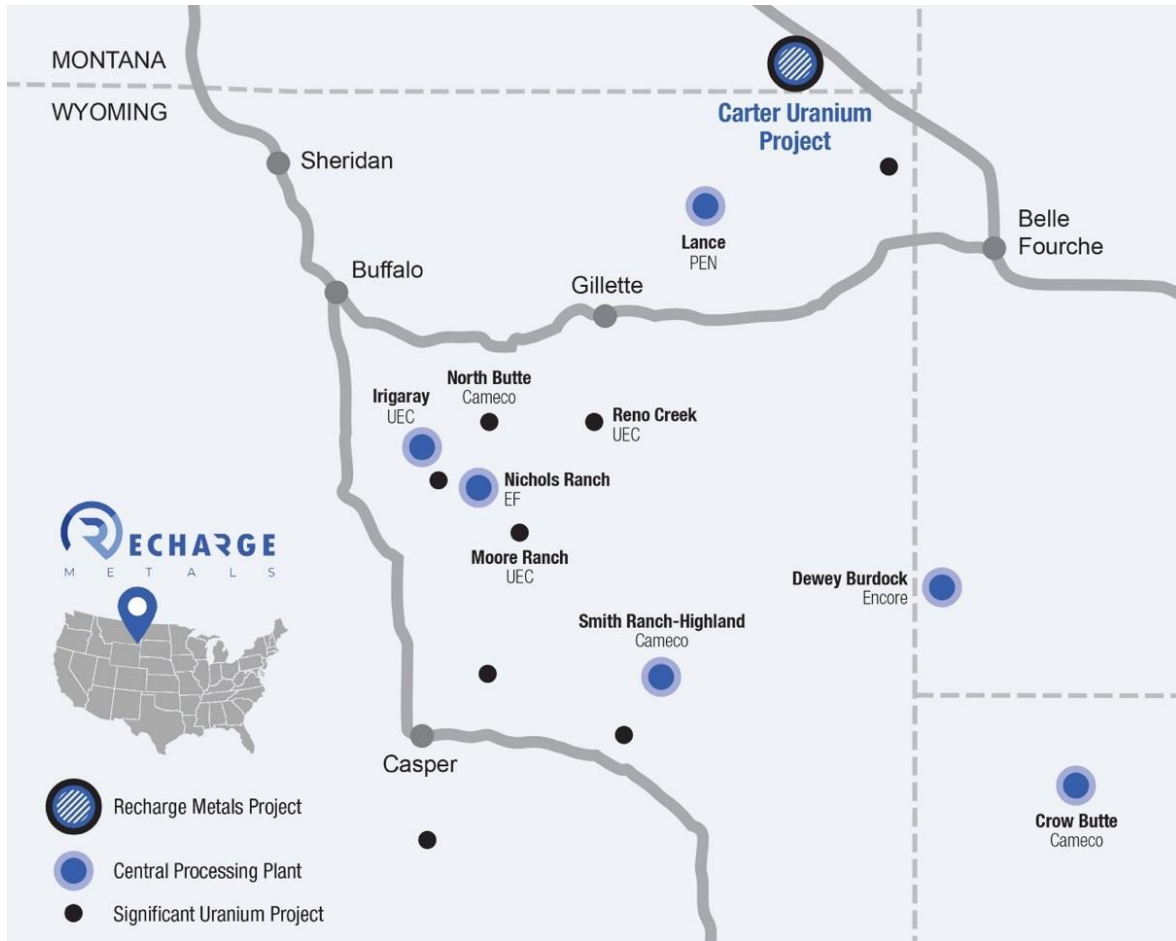 MONTANA
WYOMING
Carter Uranium
Project
Sheridan
Lance
PEN
Belle
Fourche
Buffalo
Gillette
North Butte
Cameco
Irigaray
UEC
Reno Creek
UEC
Nichols Ranch
EF
Moore Ranch
UEC
RECHARGE
METALS
Dewey Burdock
Encore
Smith Ranch-Highland
Cameco
Casper
Crow Butte
Cameco
Recharge Metals Project
Central Processing Plant
Significant Uranium Project